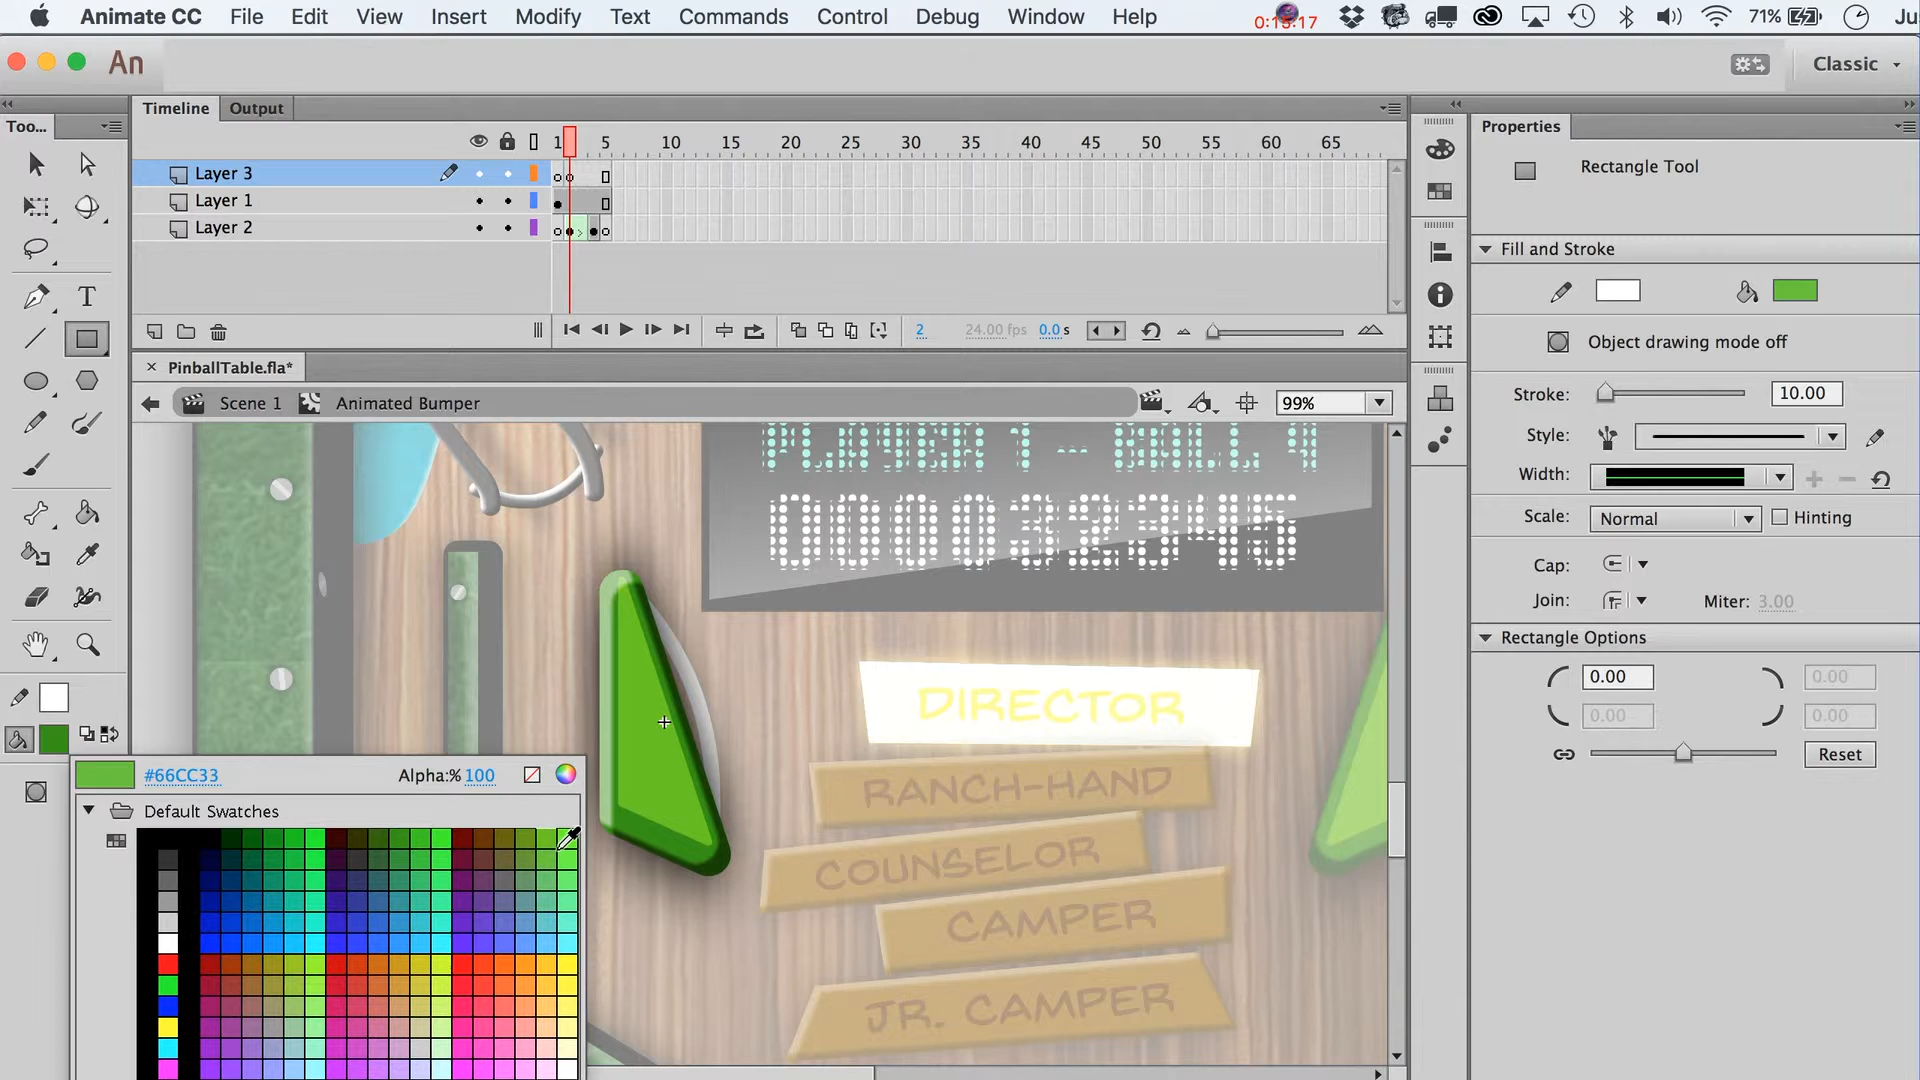 Animate CC File Edit View Insert Modify Text Commands Control Debug Window Help 71% Ju
An Classic
Timeline Output
Too...
Properties
1 5 10 15 20 25 30 35 40 45 50 55 60 65
Layer 3
Layer 1
Layer 2
Rectangle Tool
Fill and Stroke
2 24.00 fps 0.0 s
Object drawing mode off
PinballTable.fla*
Scene 1 Animated Bumper 99%
Stroke: 10.00
Style:
Width:
Scale: Normal Hinting
Cap:
Join: Miter: 3.00
Rectangle Options
0.00 0.00
0.00 0.00
Reset
PLAYER 1 - BALL 4
000032345
DIRECTOR
RANCH-HAND
COUNSELOR
CAMPER
JR. CAMPER
#66CC33 Alpha:% 100
Default Swatches